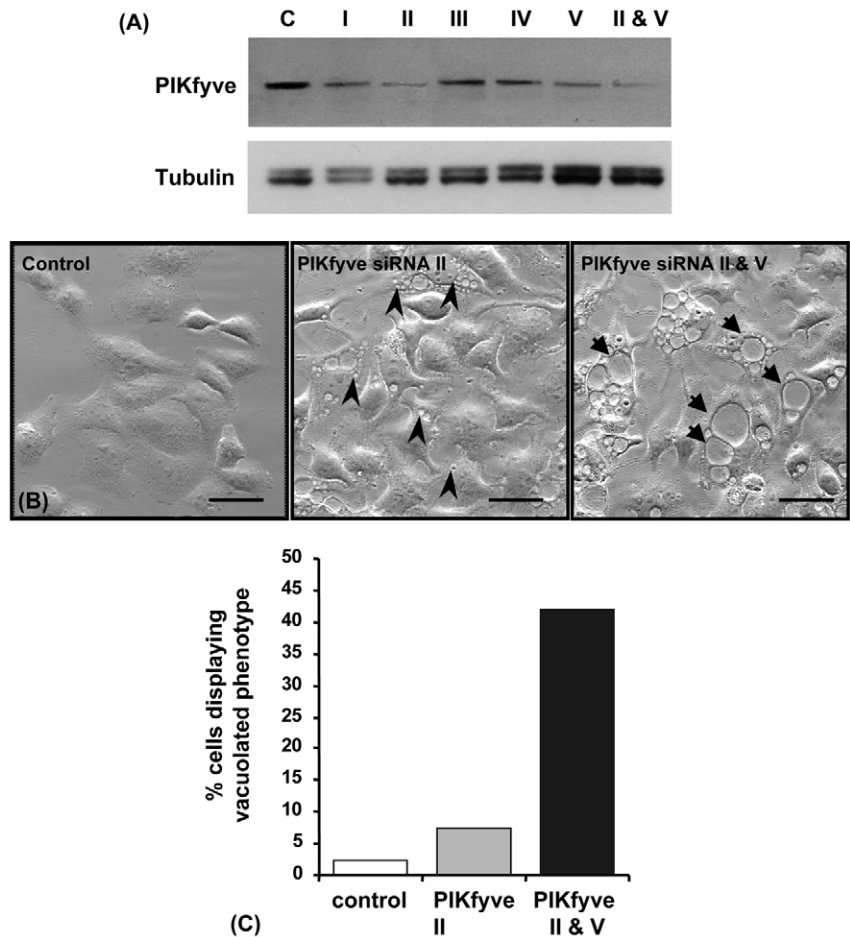 (A)
C I II III IV V II & V
PIKfyve
Tubulin
Control
PIKfyve siRNA II
PIKfyve siRNA II & V
(B)
50
45
40
35
30
25
20
15
10
5
0
% cells displaying
vacuolated phenotype
control PIKfyve PIKfyve
II II & V
(C)